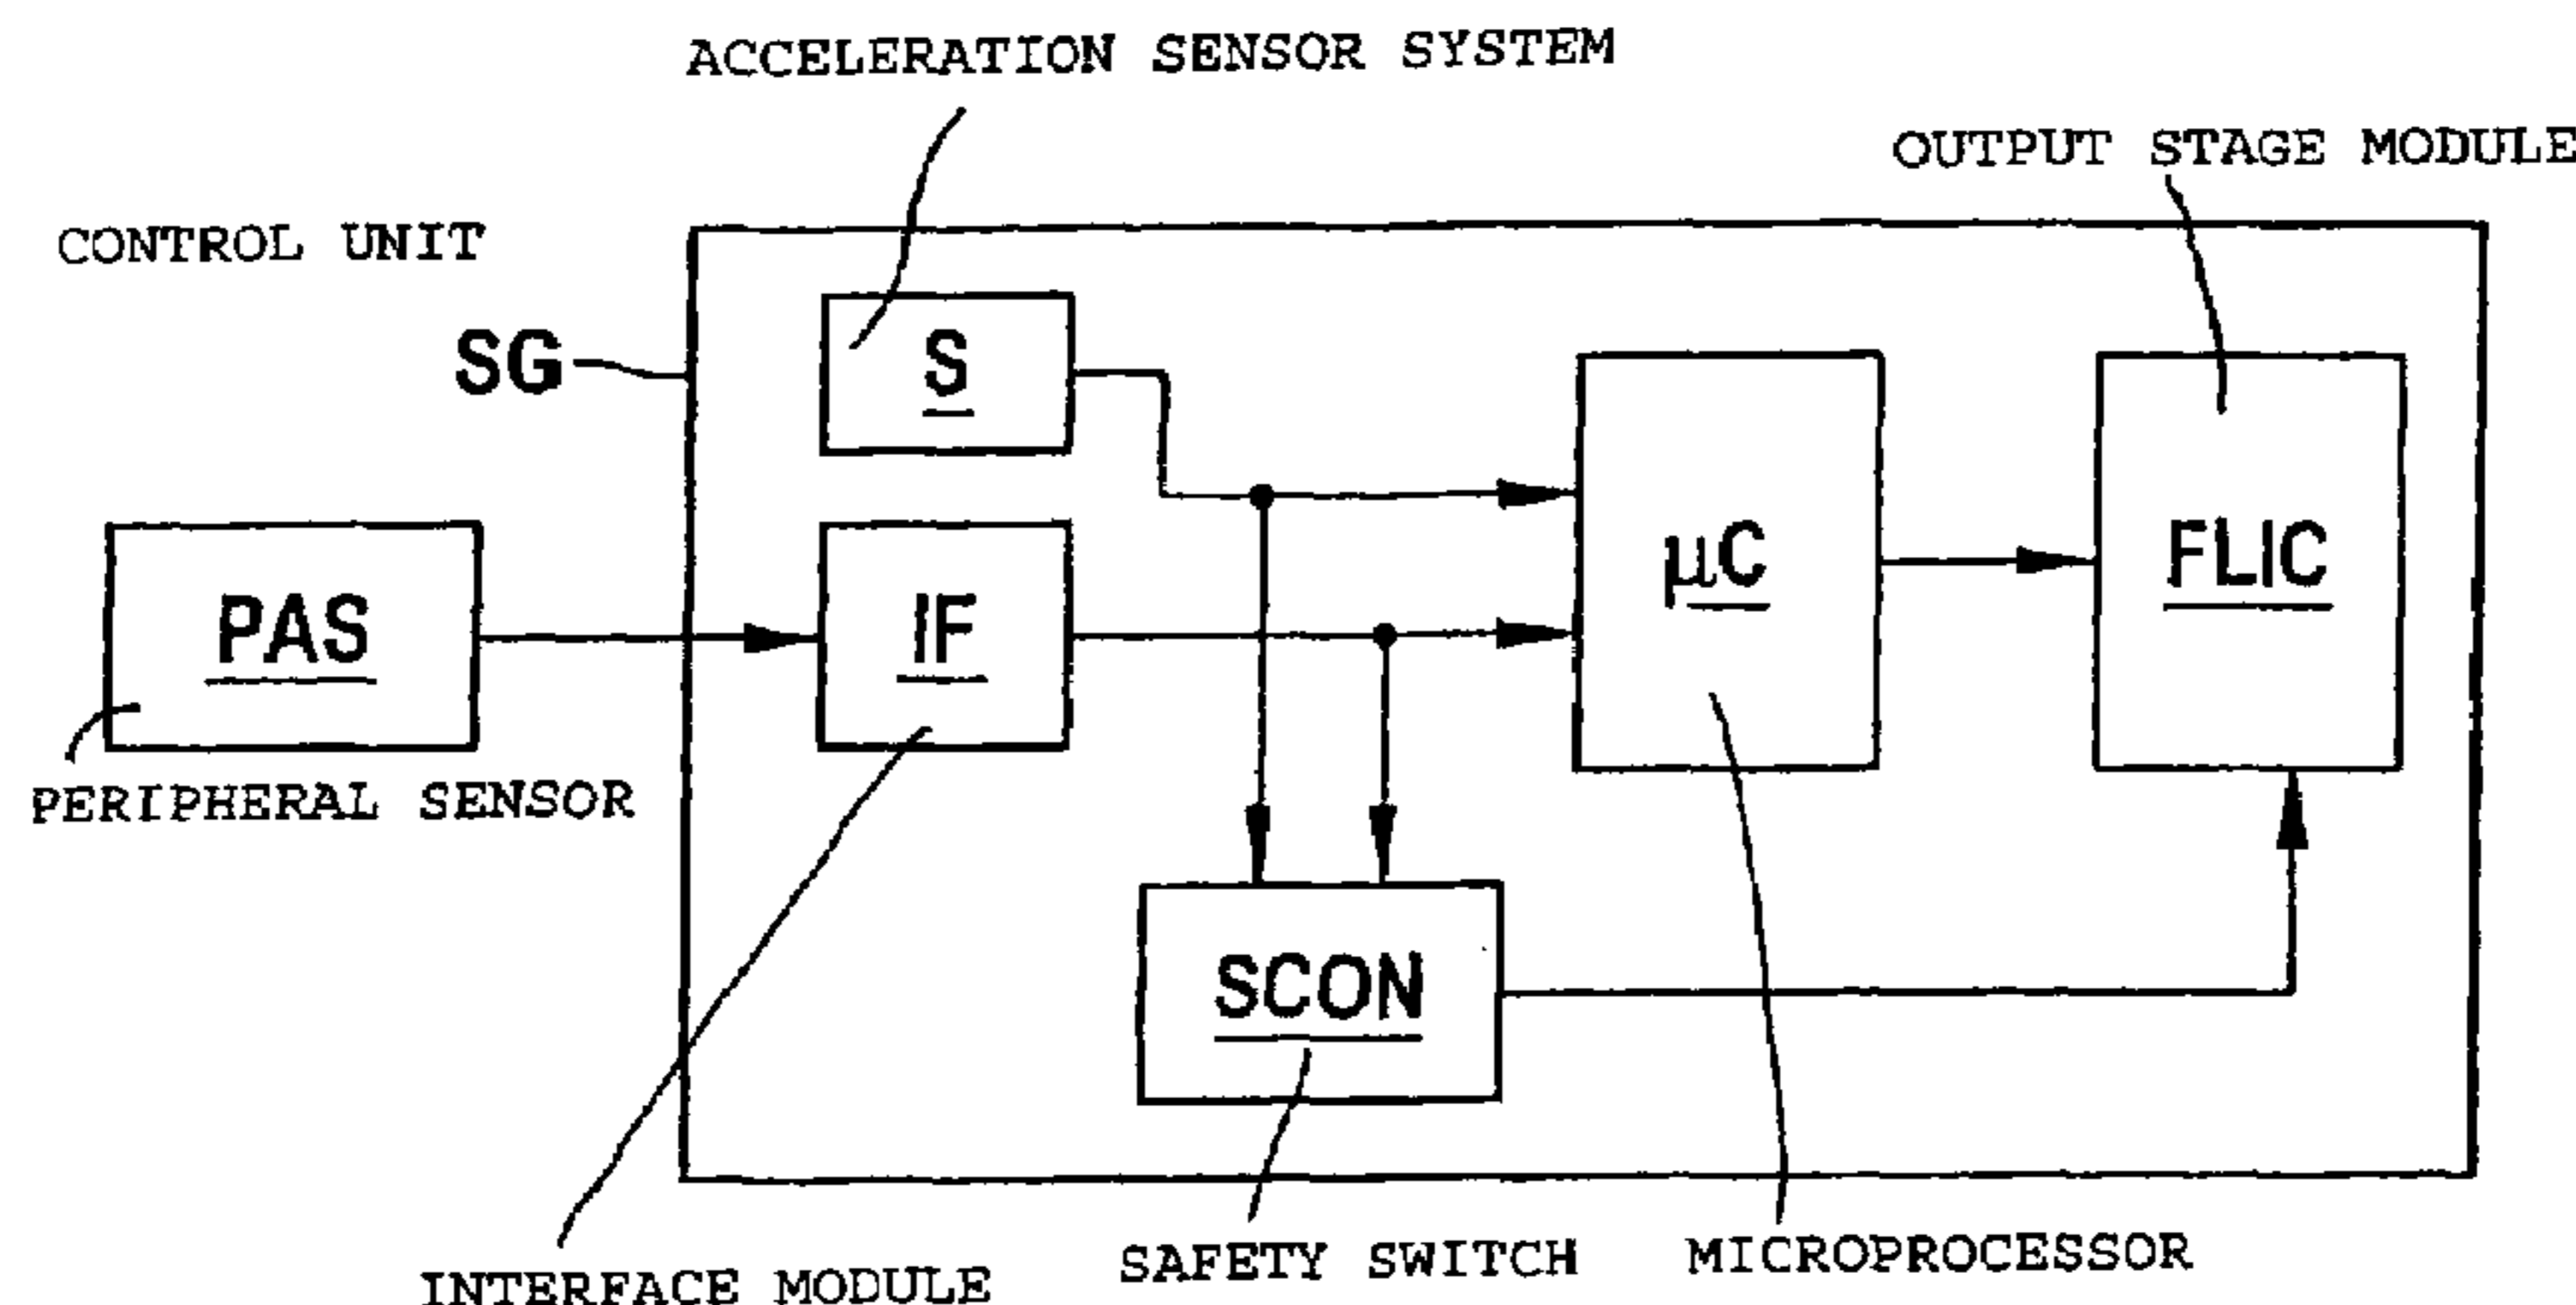 ACCELERATION SENSOR SYSTEM
OUTPUT STAGE MODULE
CONTROL UNIT
SG
S
PAS
IF
µC
FLIC
PERIPHERAL SENSOR
SCON
INTERFACE MODULE
SAFETY SWITCH
MICROPROCESSOR